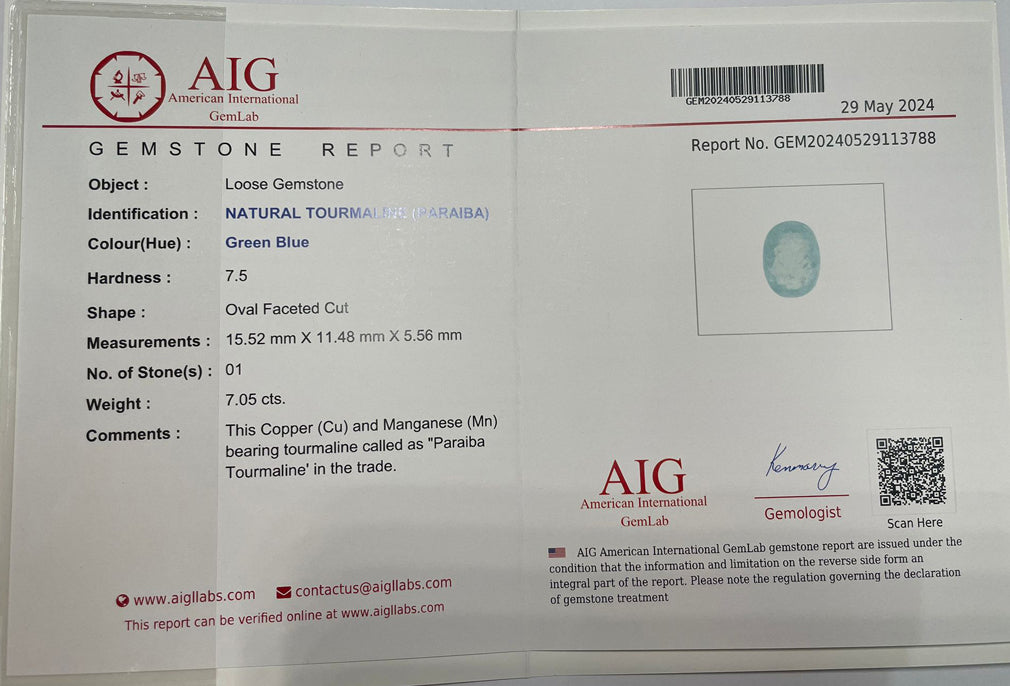 AIG
American International
GemLab
GEM20240529113788
29 May 2024
GEMSTONE REPORT
Report No. GEM20240529113788
Object : Loose Gemstone
Identification : NATURAL TOURMALINE (PARAIBA)
Colour(Hue) : Green Blue
Hardness : 7.5
Shape : Oval Faceted Cut
Measurements : 15.52 mm X 11.48 mm X 5.56 mm
No. of Stone(s) : 01
Weight : 7.05 cts.
Comments : This Copper (Cu) and Manganese (Mn)
bearing tourmaline called as "Paraiba
Tourmaline' in the trade.
www.aigllabs.com contactus@aigllabs.com
This report can be verified online at www.aigllabs.com
AIG
American International
GemLab
Gemologist
Scan Here
AIG American International GemLab gemstone report are issued under the
condition that the information and limitation on the reverse side form an
integral part of the report. Please note the regulation governing the declaration
of gemstone treatment